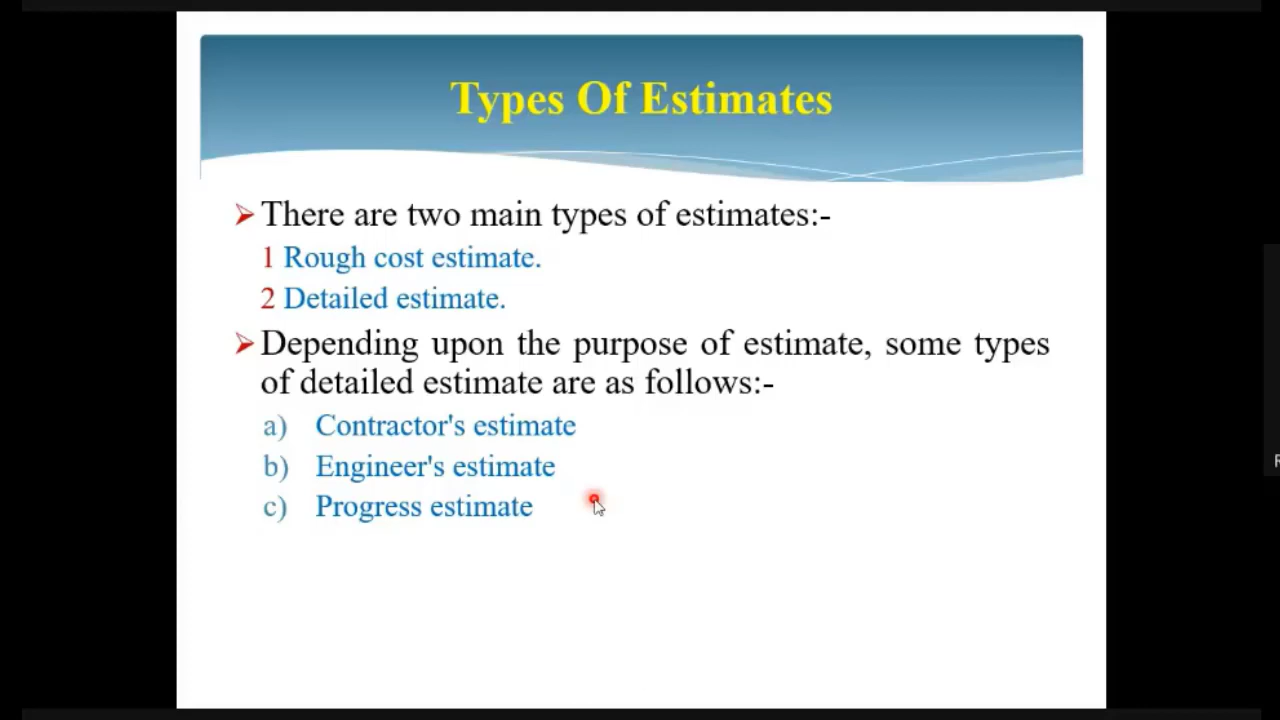 Types Of Estimates
➢ There are two main types of estimates:-
1 Rough cost estimate.
2 Detailed estimate.
➢ Depending upon the purpose of estimate, some types
of detailed estimate are as follows:-
a) Contractor's estimate
b) Engineer's estimate
c) Progress estimate